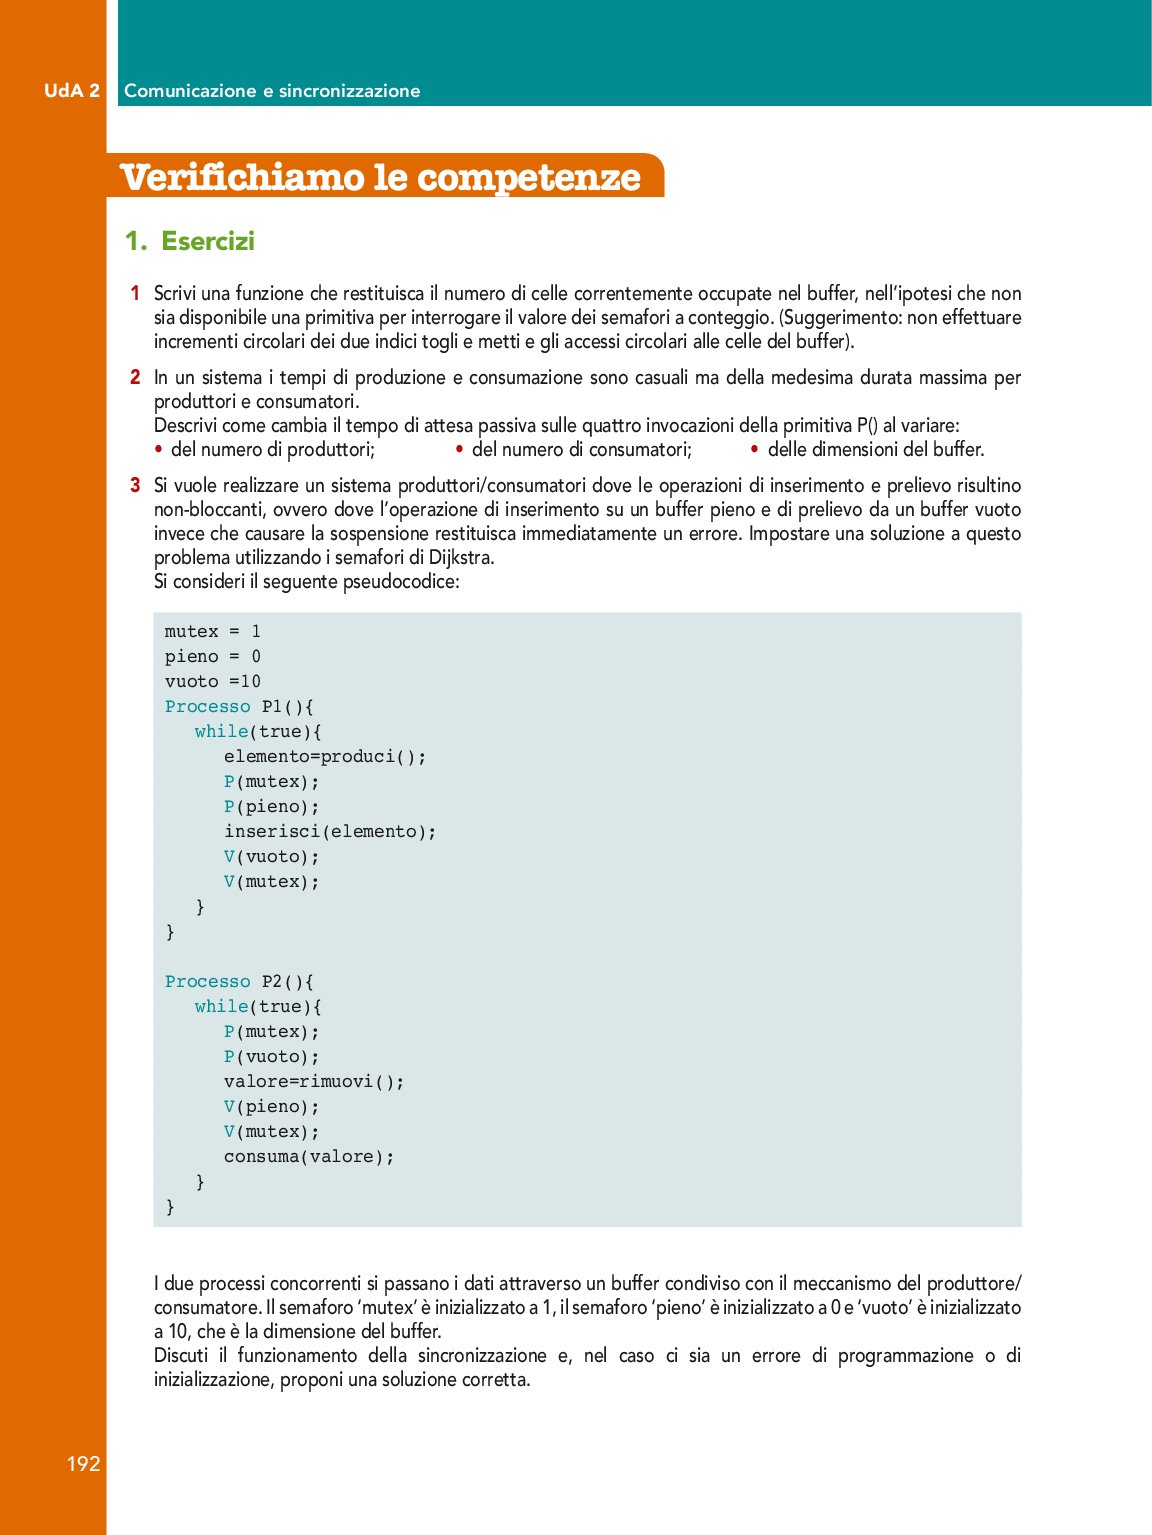 UdA 2 Comunicazione e sincronizzazione
Verifichiamo le competenze
1. Esercizi
1 Scrivi una funzione che restituisca il numero di celle correntemente occupate nel buffer, nell’ipotesi che non
sia disponibile una primitiva per interrogare il valore dei semafori a conteggio. (Suggerimento: non effettuare
incrementi circolari dei due indici togli e metti e gli accessi circolari alle celle del buffer).
2 In un sistema i tempi di produzione e consumazione sono casuali ma della medesima durata massima per
produttori e consumatori.
Descrivi come cambia il tempo di attesa passiva sulle quattro invocazioni della primitiva P() al variare:
• del numero di produttori; • del numero di consumatori; • delle dimensioni del buffer.
3 Si vuole realizzare un sistema produttori/consumatori dove le operazioni di inserimento e prelievo risultino
non-bloccanti, ovvero dove l’operazione di inserimento su un buffer pieno e di prelievo da un buffer vuoto
invece che causare la sospensione restituisca immediatamente un errore. Impostare una soluzione a questo
problema utilizzando i semafori di Dijkstra.
Si consideri il seguente pseudocodice:
mutex = 1
pieno = 0
vuoto =10
Processo P1(){
while(true){
elemento=produci();
P(mutex);
P(pieno);
inserisci(elemento);
V(vuoto);
V(mutex);
}
}
Processo P2(){
while(true){
P(mutex);
P(vuoto);
valore=rimuovi();
V(pieno);
V(mutex);
consuma(valore);
}
}
I due processi concorrenti si passano i dati attraverso un buffer condiviso con il meccanismo del produttore/
consumatore. Il semaforo ‘mutex’ è inizializzato a 1, il semaforo ‘pieno‘ è inizializzato a 0 e ‘vuoto‘ è inizializzato
a 10, che è la dimensione del buffer.
Discuti il funzionamento della sincronizzazione e, nel caso ci sia un errore di programmazione o di
inizializzazione, proponi una soluzione corretta.
192